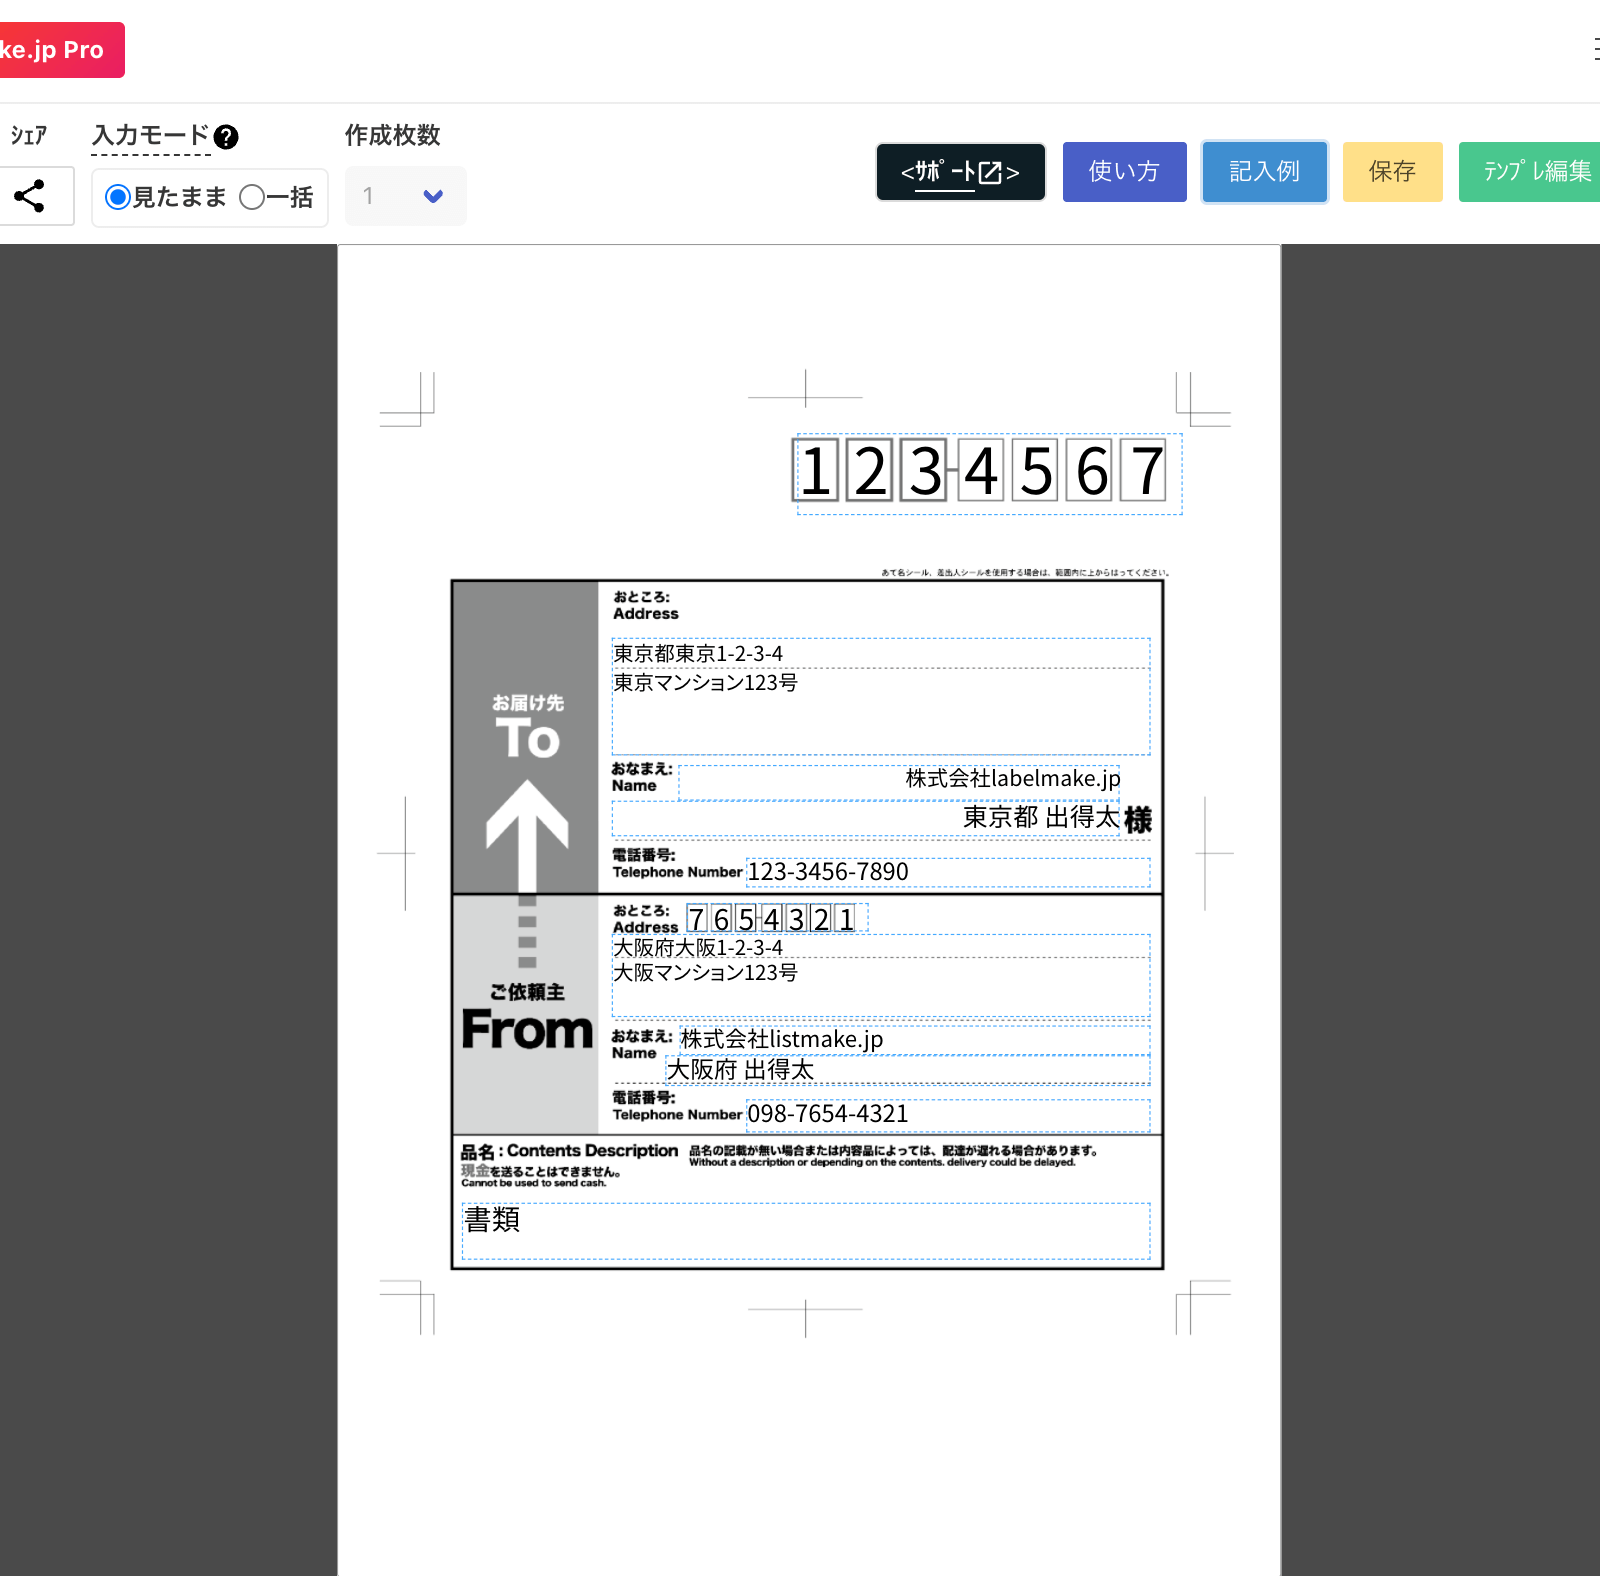 ke.jp Pro
ｼｪｱ
入力モード?
作成枚数
見たまま 一括
1
<ｻﾎﾟｰﾄ>
使い方
記入例
保存
ﾃﾝﾌﾟﾚ編集
123-4567
あて名シール、差出人シールを使用する場合は、範囲内に上からはってください。
おところ:
Address
東京都東京1-2-3-4
東京マンション123号
お届け先
To
おなまえ:
Name
株式会社labelmake.jp
東京都 出得太 様
電話番号:
Telephone Number 123-3456-7890
おところ:
Address 765-4321
大阪府大阪1-2-3-4
大阪マンション123号
ご依頼主
From
おなまえ:
Name
株式会社listmake.jp
大阪府 出得太
電話番号:
Telephone Number 098-7654-4321
品名 : Contents Description
品名の記載が無い場合または内容品によっては、配達が遅れる場合があります。
Without a description or depending on the contents. delivery could be delayed.
現金を送ることはできません。
Cannot be used to send cash.
書類